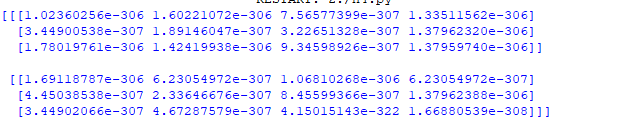 RESTART: Z:/HY.py
[[[1.02360256e-306 1.60221072e-306 7.56577399e-307 1.33511562e-306]
[3.44900538e-307 1.89146047e-307 3.22651328e-307 1.37962320e-306]
[1.78019761e-306 1.42419938e-306 9.34598926e-307 1.37959740e-306]]
[[1.69118787e-306 6.23054972e-307 1.06810268e-306 6.23054972e-307]
[4.45038538e-307 2.33646676e-307 8.45599366e-307 1.37962388e-306]
[3.44902066e-307 4.67287579e-307 4.15015143e-322 1.66880539e-308]]]